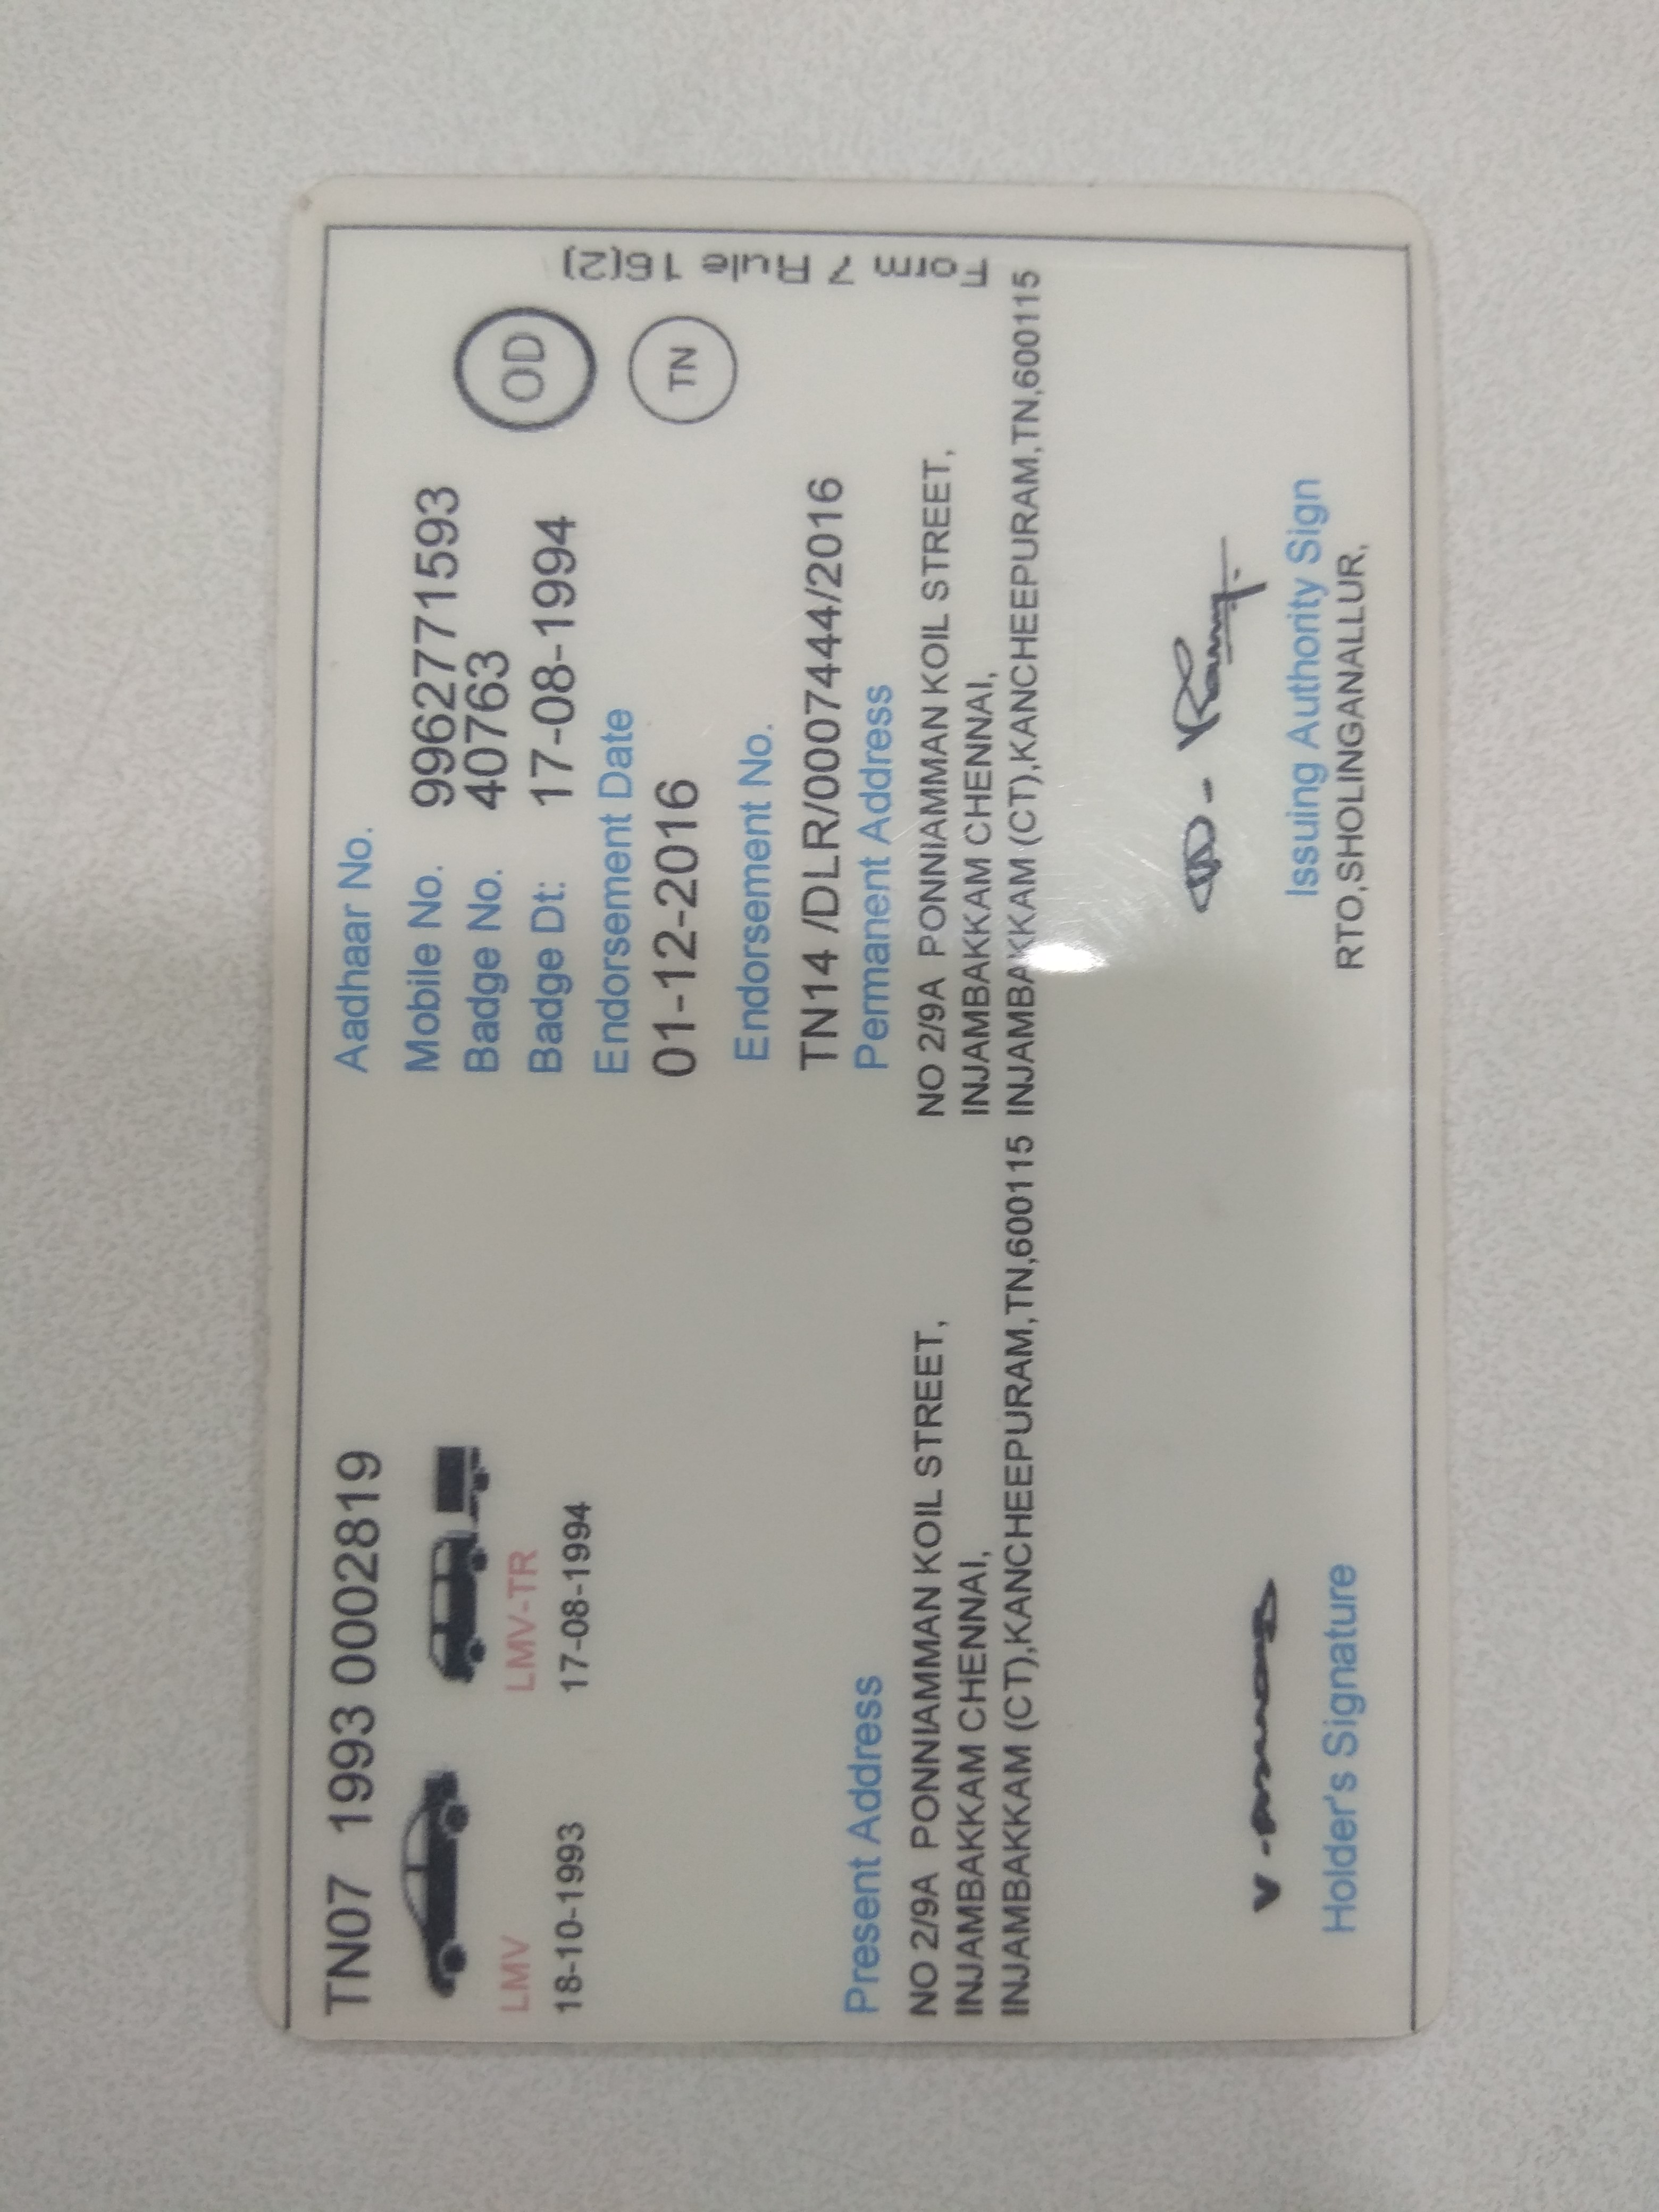 TN07 1993 0002819
LMV
18-10-1993
LMV-TR
17-08-1994
Aadhaar No.
Mobile No. 9962771593
Badge No. 40763
Badge Dt: 17-08-1994
Endorsement Date
01-12-2016
Endorsement No.
TN14 /DLR/0007444/2016
OD
TN
Form 7 Rule 16(2)
Present Address
NO 2/9A PONNIAMMAN KOIL STREET,
INJAMBAKKAM CHENNAI,
INJAMBAKKAM (CT),KANCHEEPURAM,TN,600115
Permanent Address
NO 2/9A PONNIAMMAN KOIL STREET,
INJAMBAKKAM CHENNAI,
INJAMBAKKAM (CT),KANCHEEPURAM,TN,600115
Holder's Signature
Issuing Authority Sign
RTO,SHOLINGANALLUR,